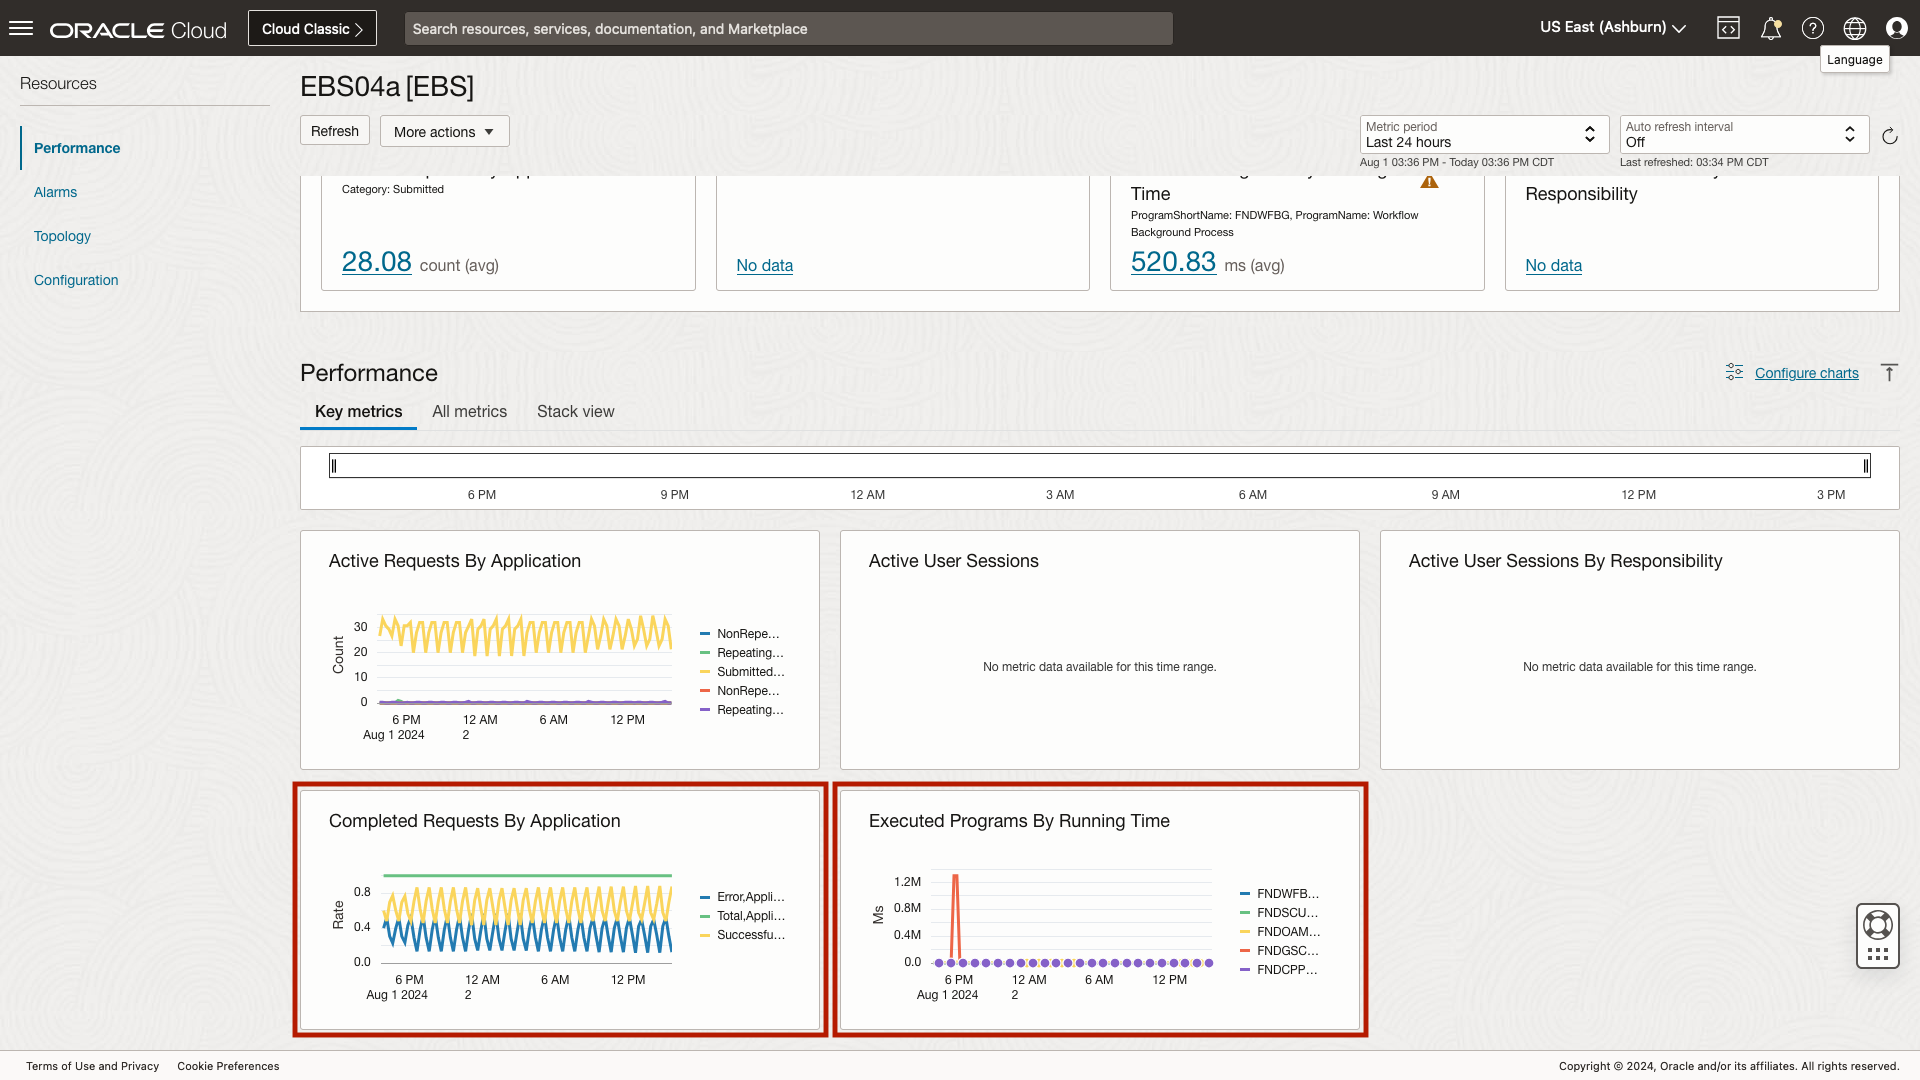 ORACLE Cloud
Cloud Classic
Search resources, services, documentation, and Marketplace
US East (Ashburn)
Language
Resources
EBS04a [EBS]
Refresh
More actions
Metric period
Last 24 hours
Aug 1 03:36 PM - Today 03:36 PM CDT
Auto refresh interval
Off
Last refreshed: 03:34 PM CDT
Performance
Alarms
Topology
Configuration
Category: Submitted
28.08 count (avg)
No data
Time
ProgramShortName: FNDWFBG, ProgramName: Workflow
Background Process
520.83 ms (avg)
Responsibility
No data
Performance
Configure charts
Key metrics
All metrics
Stack view
6 PM
9 PM
12 AM
3 AM
6 AM
9 AM
12 PM
3 PM
Active Requests By Application
Count
30
20
10
0
6 PM
12 AM
6 AM
12 PM
Aug 1 2024
2
NonRepe...
Repeating...
Submitted...
NonRepe...
Repeating...
Active User Sessions
No metric data available for this time range.
Active User Sessions By Responsibility
No metric data available for this time range.
Completed Requests By Application
Rate
0.8
0.4
0.0
6 PM
12 AM
6 AM
12 PM
Aug 1 2024
2
Error,Appli...
Total,Appli...
Successfu...
Executed Programs By Running Time
Ms
1.2M
0.8M
0.4M
0.0
6 PM
12 AM
6 AM
12 PM
Aug 1 2024
2
FNDWFB...
FNDSCU...
FNDOAM...
FNDGSC...
FNDCPP...
Terms of Use and Privacy
Cookie Preferences
Copyright © 2024, Oracle and/or its affiliates. All rights reserved.